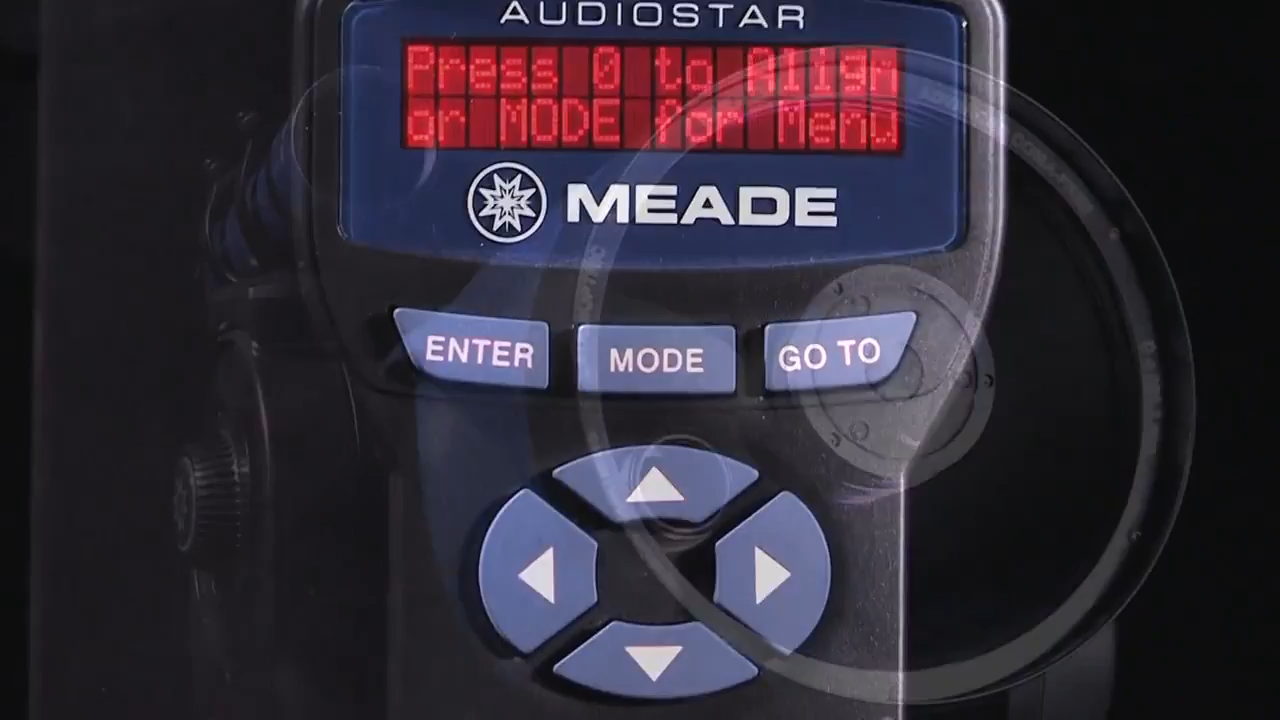 AUDIOSTAR
Press 0 to Align
or MODE for Menu
MEADE
ENTER
MODE
GO TO